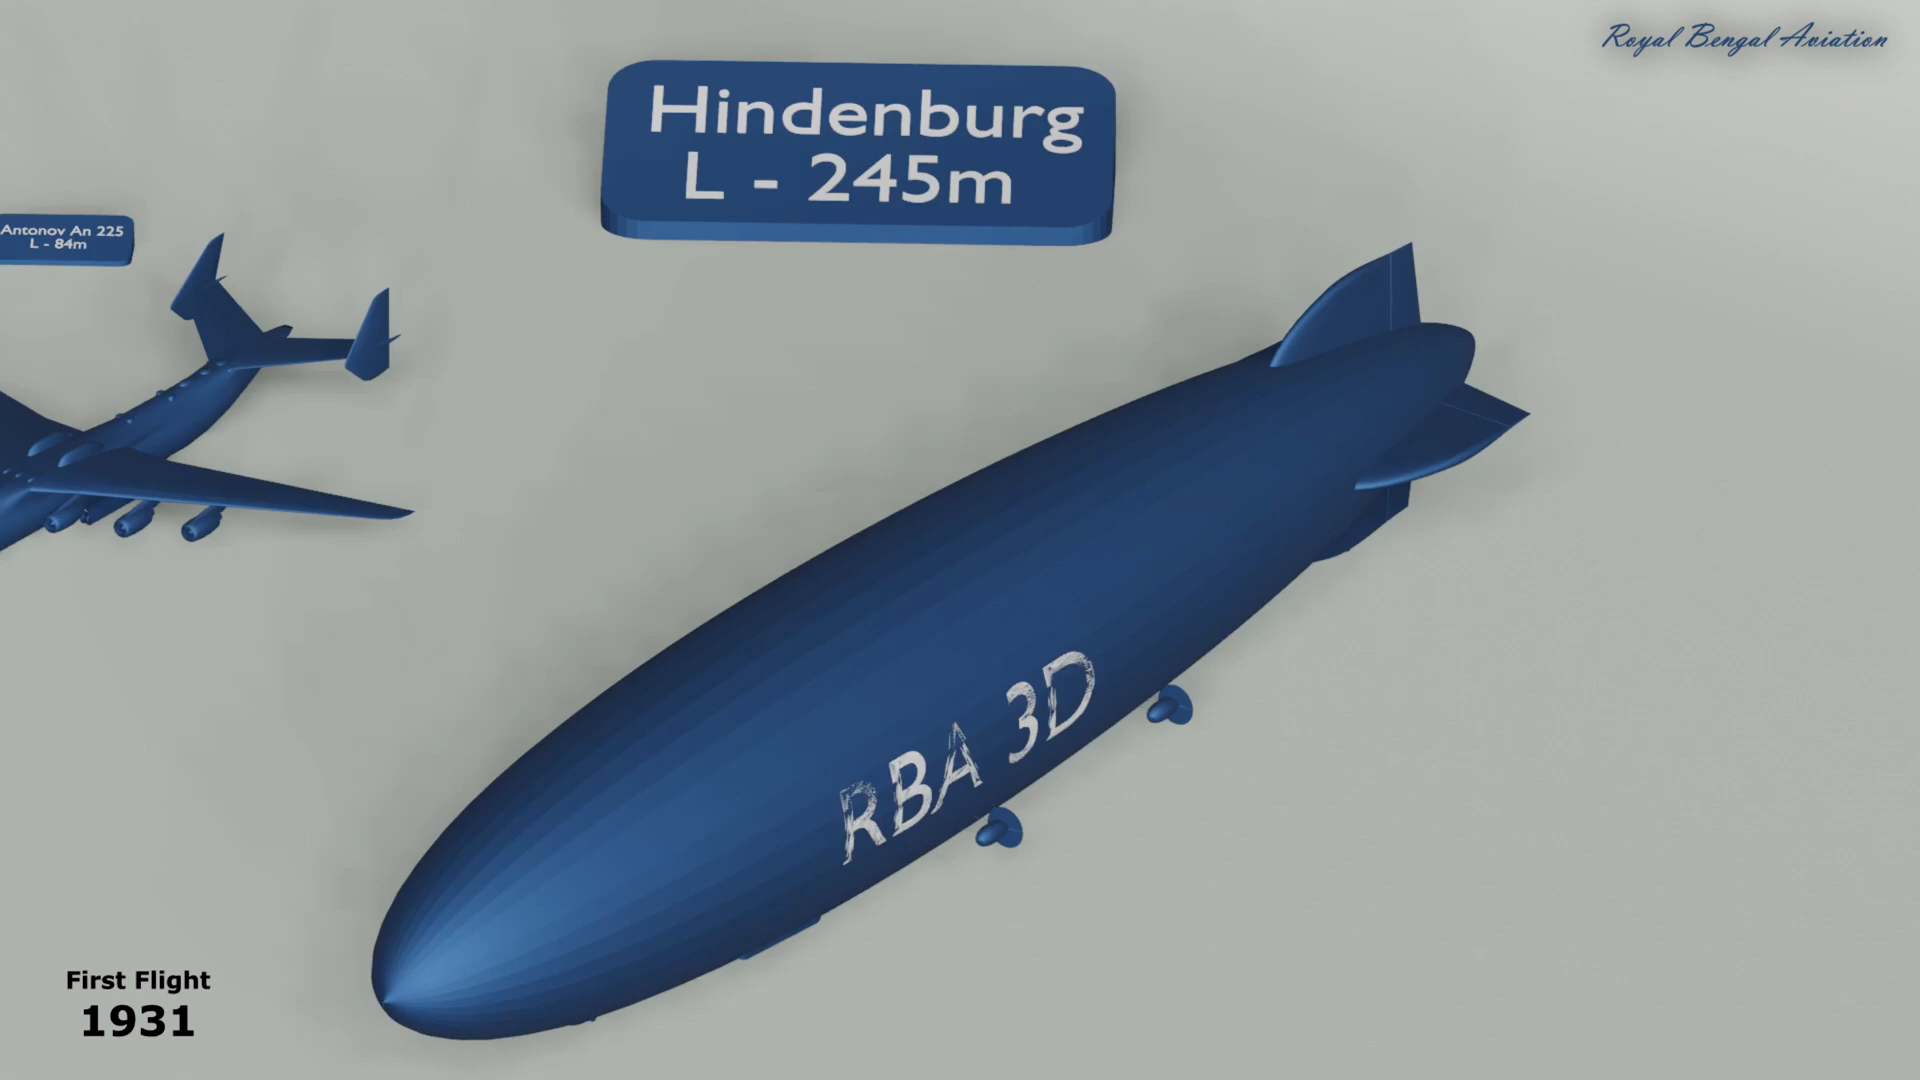 Royal Bengal Aviation
Hindenburg
L - 245m
Antonov An 225
L - 84m
RBA 3D
First Flight
1931